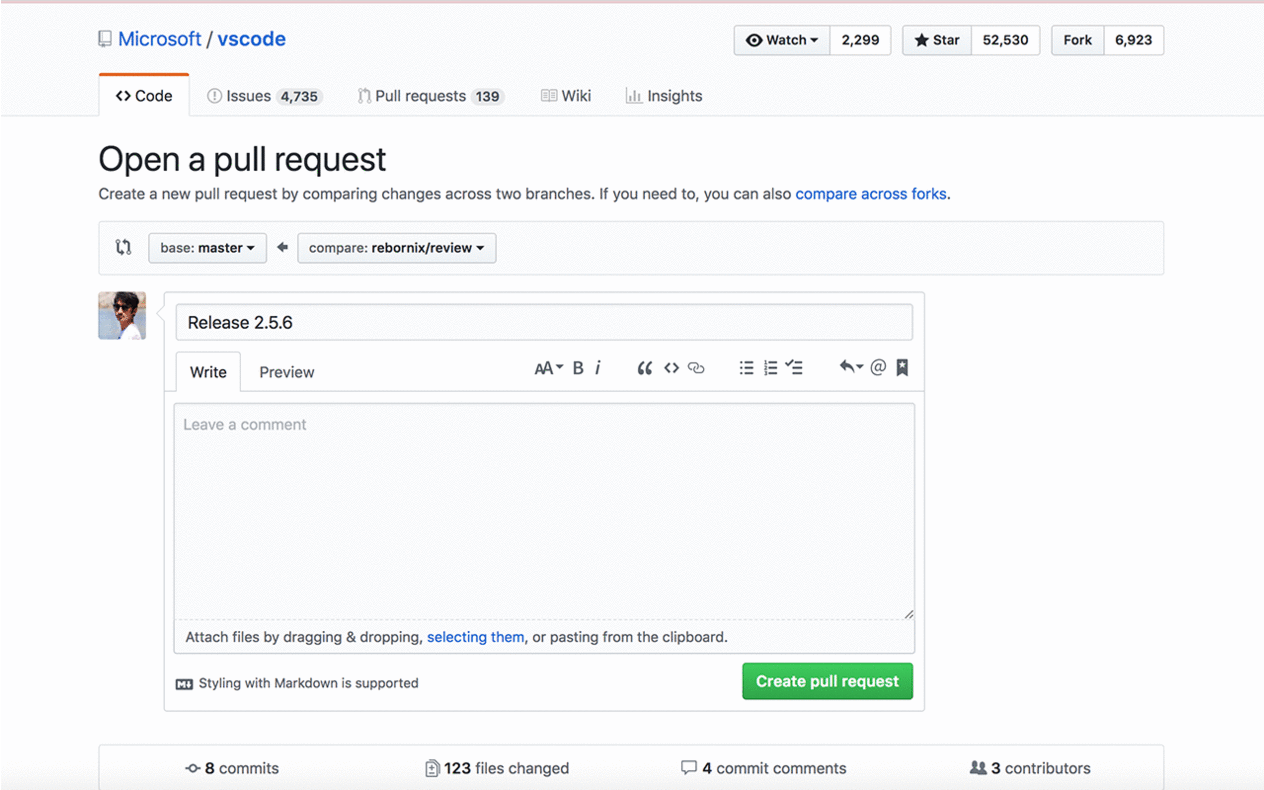 Microsoft / vscode
Watch 2,299 Star 52,530 Fork 6,923
Code Issues 4,735 Pull requests 139 Wiki Insights
Open a pull request
Create a new pull request by comparing changes across two branches. If you need to, you can also compare across forks.
base: master compare: rebornix/review
Release 2.5.6
Write Preview AA B i @
Leave a comment
Attach files by dragging & dropping, selecting them, or pasting from the clipboard.
Styling with Markdown is supported Create pull request
8 commits 123 files changed 4 commit comments 3 contributors